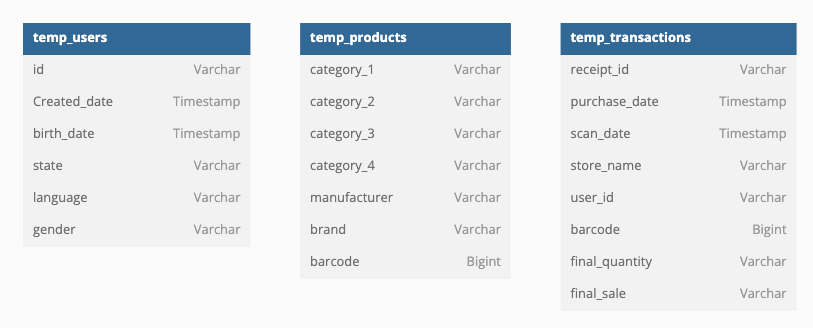 temp_users
id Varchar
Created_date Timestamp
birth_date Timestamp
state Varchar
language Varchar
gender Varchar
temp_products
category_1 Varchar
category_2 Varchar
category_3 Varchar
category_4 Varchar
manufacturer Varchar
brand Varchar
barcode Bigint
temp_transactions
receipt_id Varchar
purchase_date Timestamp
scan_date Timestamp
store_name Varchar
user_id Varchar
barcode Bigint
final_quantity Varchar
final_sale Varchar